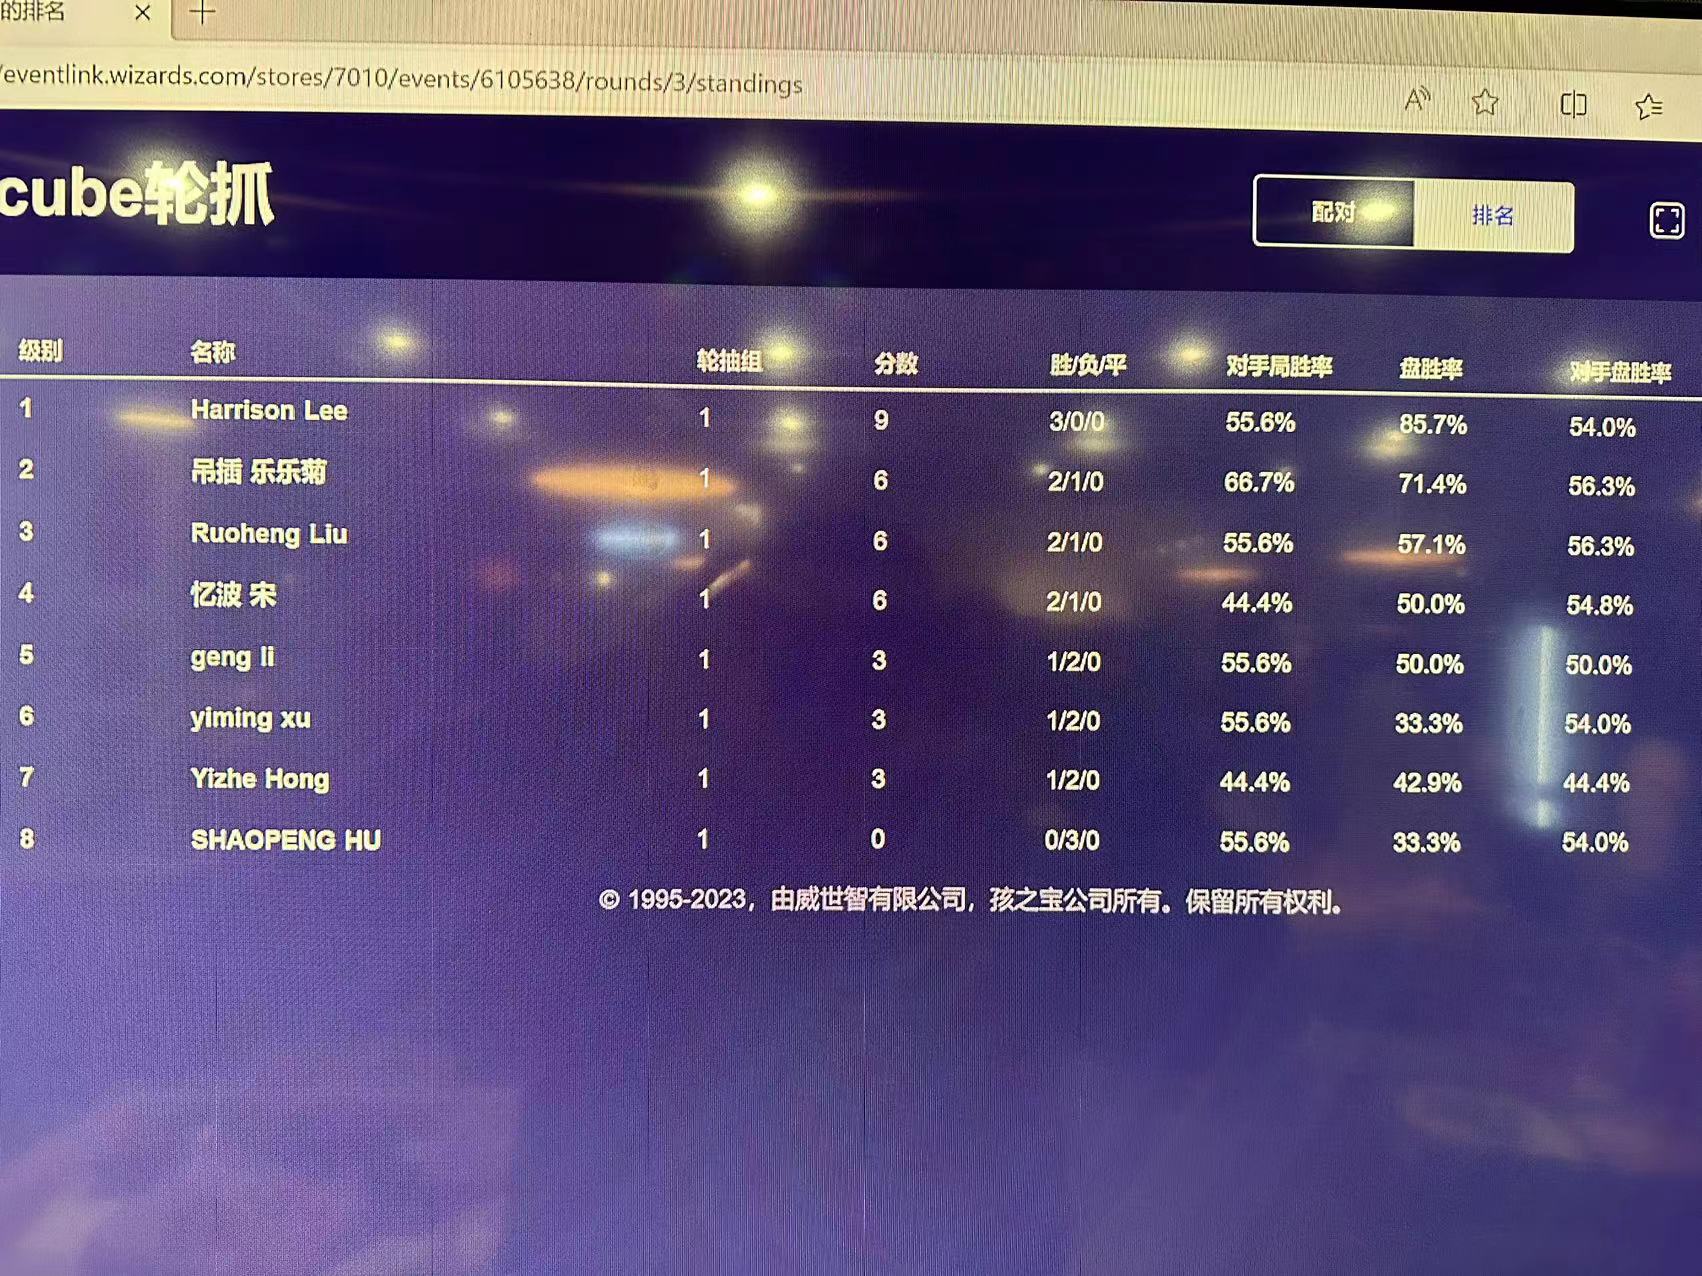 的排名
/eventlink.wizards.com/stores/7010/events/6105638/rounds/3/standings
cube轮抓
配对 排名
级别 名称 轮抽组 分数 胜/负/平 对手局胜率 盘胜率 对手盘胜率
1 Harrison Lee 1 9 3/0/0 55.6% 85.7% 54.0%
2 吊插 乐乐菊 1 6 2/1/0 66.7% 71.4% 56.3%
3 Ruoheng Liu 1 6 2/1/0 55.6% 57.1% 56.3%
4 忆波 宋 1 6 2/1/0 44.4% 50.0% 54.8%
5 geng li 1 3 1/2/0 55.6% 50.0% 50.0%
6 yiming xu 1 3 1/2/0 55.6% 33.3% 54.0%
7 Yizhe Hong 1 3 1/2/0 44.4% 42.9% 44.4%
8 SHAOPENG HU 1 0 0/3/0 55.6% 33.3% 54.0%
© 1995-2023，由威世智有限公司，孩之宝公司所有。保留所有权利。